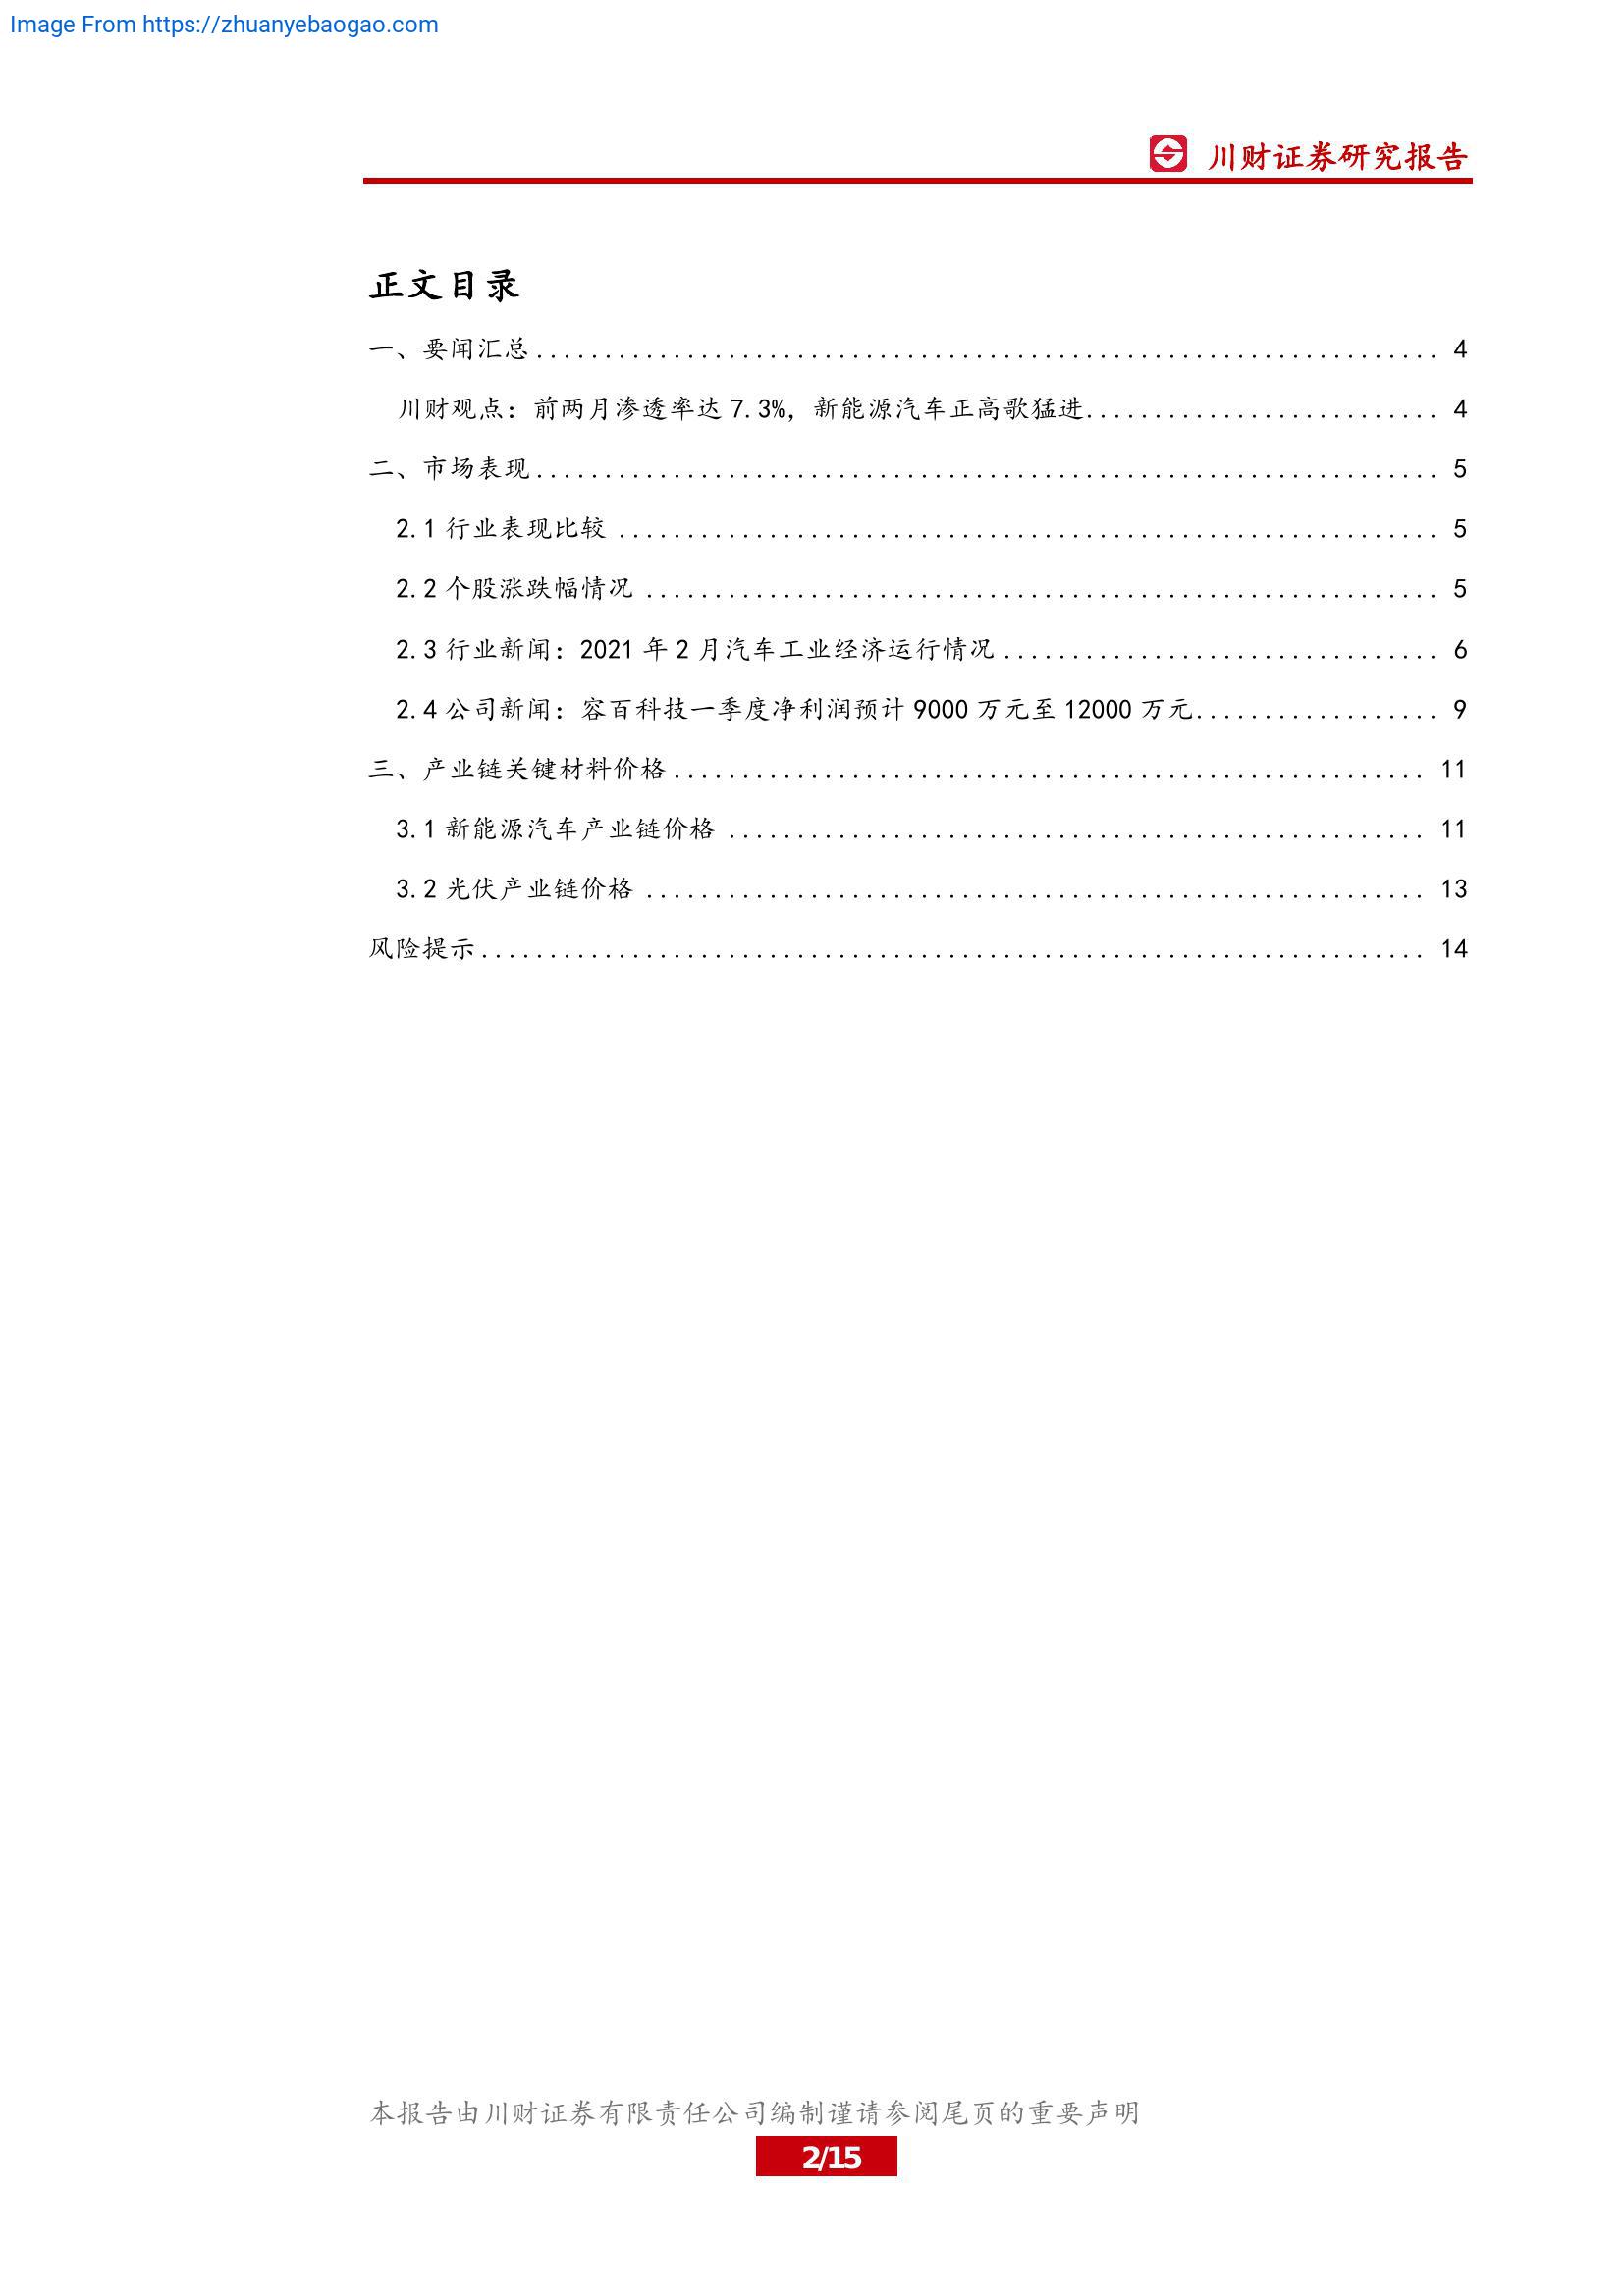 Image From https://zhuanyebaogao.com
川财证券研究报告
正文目录
一、要闻汇总.................................................................. 4
川财观点：前两月渗透率达 7.3%，新能源汽车正高歌猛进.......................... 4
二、市场表现.................................................................. 5
2.1 行业表现比较 ............................................................ 5
2.2 个股涨跌幅情况 .......................................................... 5
2.3 行业新闻：2021 年 2 月汽车工业经济运行情况 ................................ 6
2.4 公司新闻：容百科技一季度净利润预计 9000 万元至 12000 万元.................. 9
三、产业链关键材料价格....................................................... 11
3.1 新能源汽车产业链价格 ................................................... 11
3.2 光伏产业链价格 ......................................................... 13
风险提示..................................................................... 14
本报告由川财证券有限责任公司编制谨请参阅尾页的重要声明
2/15